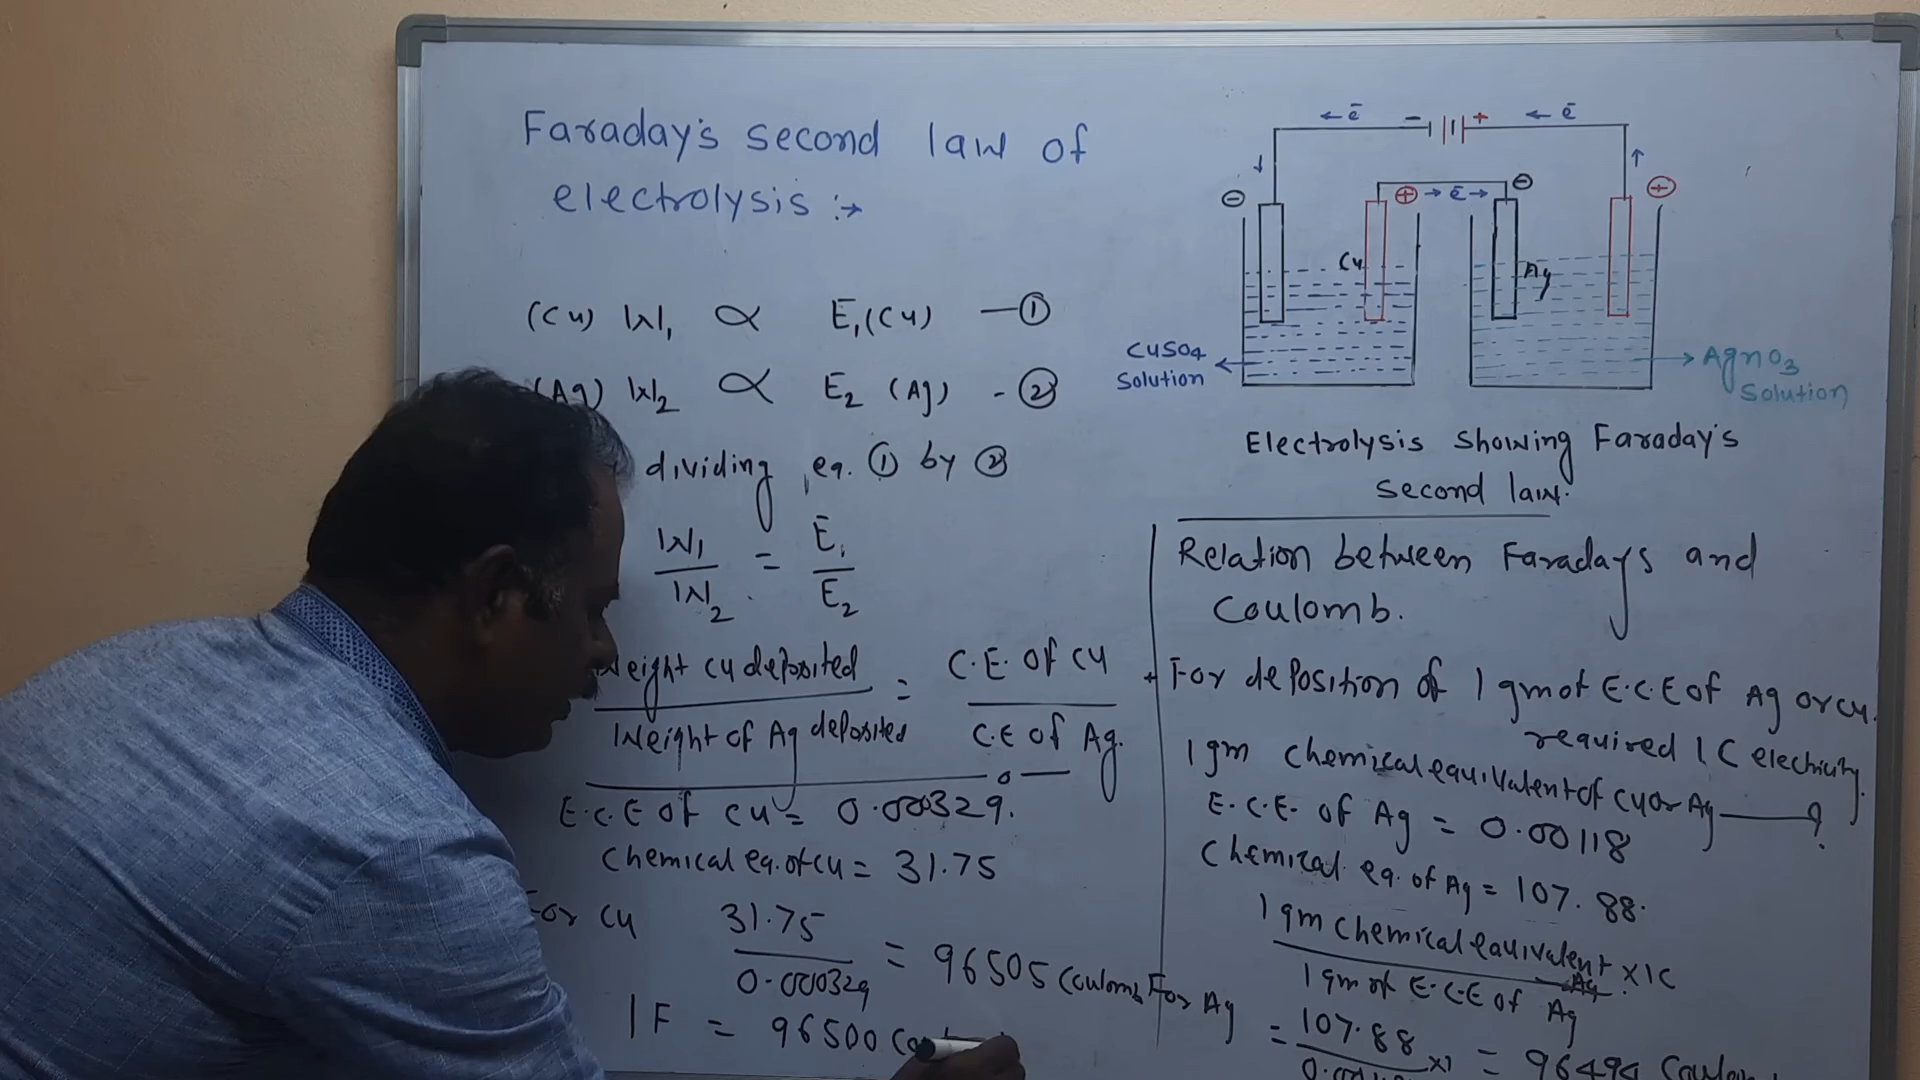 Faraday's second law of
electrolysis :→
(Cu) W₁ ∝ E₁(Cu) — ①
(Ag) W₂ ∝ E₂ (Ag) - ②
dividing eq. ① by ②
W₁/W₂ = E₁/E₂
Weight Cu deposited / Weight of Ag deposited = C.E. of Cu / C.E of Ag.
E.C.E of Cu = 0.00329.
Chemical eq. of Cu = 31.75
For Cu 31.75 / 0.000329 = 96505 Coulomb
1F = 96500
← ē - + ← ē
⊖ ⊕ → ē → ⊖ ⊕
Cu Ag
CuSO₄
Solution
AgNO₃
Solution
Electrolysis showing Faraday's
second law.
Relation between Faradays and
Coulomb.
For deposition of 1 gm of E.C.E of Ag or Cu.
required 1 C electricity.
1 gm chemical equivalent of Cu or Ag — ?
E.C.E. of Ag = 0.00118
Chemical eq. of Ag = 107.88.
1 gm chemical equivalent Ag / 1 gm of E.C.E of Ag × 1C
For Ag
= 107.88
×1 = 96494 Coulomb